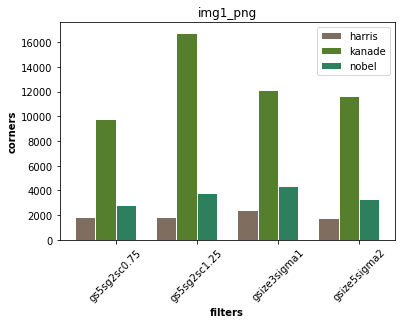 img1_png
harris
kanade
nobel
corners
16000
14000
12000
10000
8000
6000
4000
2000
0
gs5sg2sc0.75
gs5sg2sc1.25
gsize3sigma1
gsize5sigma2
filters